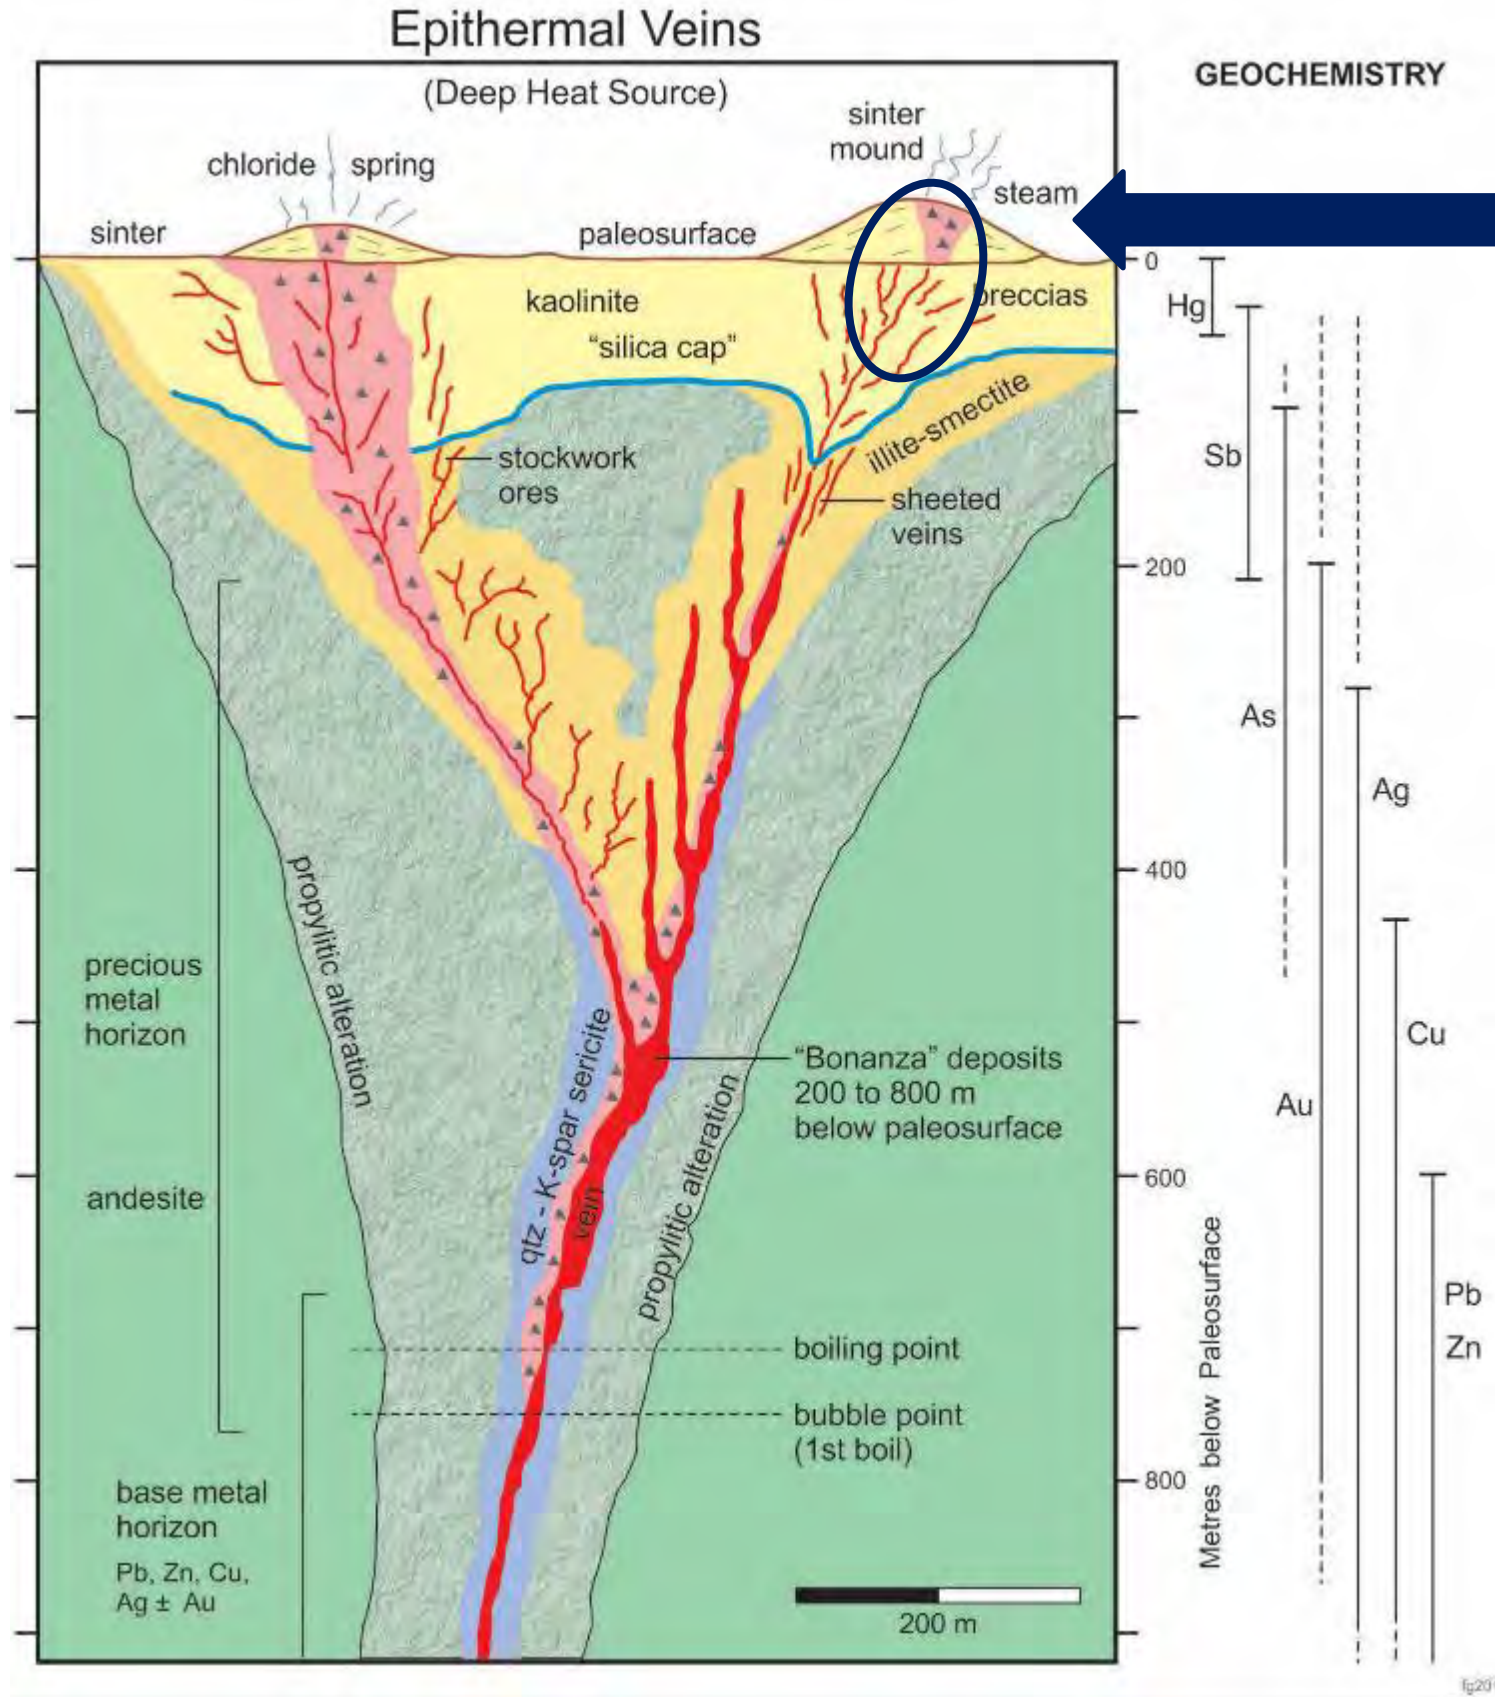 Epithermal Veins
(Deep Heat Source)
GEOCHEMISTRY
chloride spring
sinter
mound
steam
sinter
paleosurface
0
kaolinite
breccias
Hg
"silica cap"
illite-smectite
stockwork
ores
Sb
sheeted
veins
200
As
Ag
400
propylitic alteration
precious
metal
horizon
qtz - K-spar sericite
"Bonanza" deposits
200 to 800 m
below paleosurface
Cu
Au
andesite
vein
propylitic alteration
600
Metres below Paleosurface
Pb
Zn
boiling point
bubble point
(1st boil)
800
base metal
horizon
Pb, Zn, Cu,
Ag ± Au
200 m